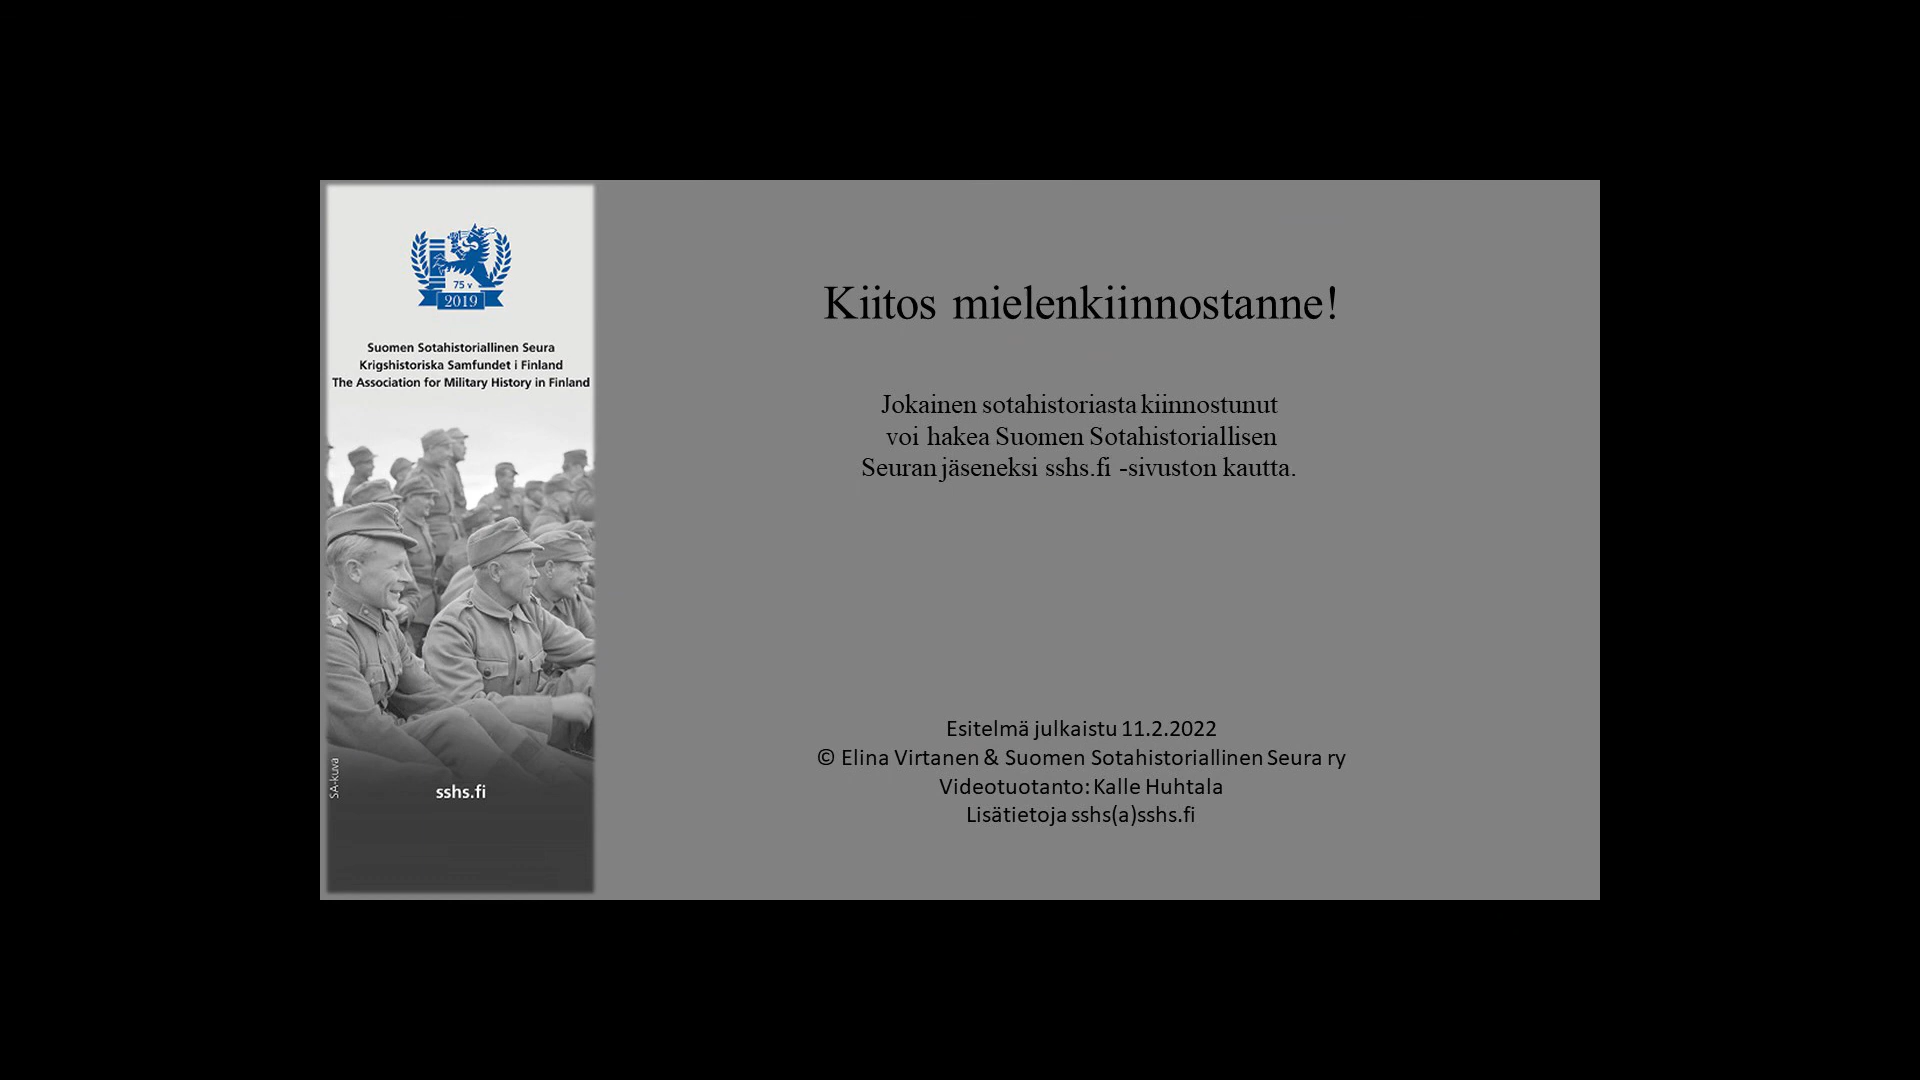 75 v
2019
Suomen Sotahistoriallinen Seura
Krigshistoriska Samfundet i Finland
The Association for Military History in Finland
SA-kuva
sshs.fi
Kiitos mielenkiinnostanne!
Jokainen sotahistoriasta kiinnostunut
voi hakea Suomen Sotahistoriallisen
Seuran jäseneksi sshs.fi -sivuston kautta.
Esitelmä julkaistu 11.2.2022
© Elina Virtanen & Suomen Sotahistoriallinen Seura ry
Videotuotanto: Kalle Huhtala
Lisätietoja sshs(a)sshs.fi